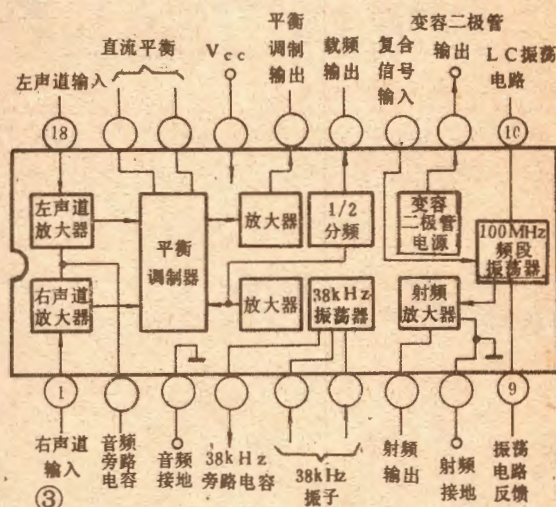 直流平衡
左声道输入
Vcc
平衡
调制
输出
载频
输出
复合
信号
输入
变容二极管
输出
LC振荡
电路
18
10
左声道
放大器
右声道
放大器
平衡
调制器
放大器
1/2
分频
变容
二极管
电源
100MHz
频段
振荡器
放大器
38kHz
振荡器
射频
放大器
1
9
右声道
输入
音频
旁路
电容
音频
接地
38kHz
旁路电容
38kHz
振子
射频
输出
射频
接地
振荡
电路
反馈
③